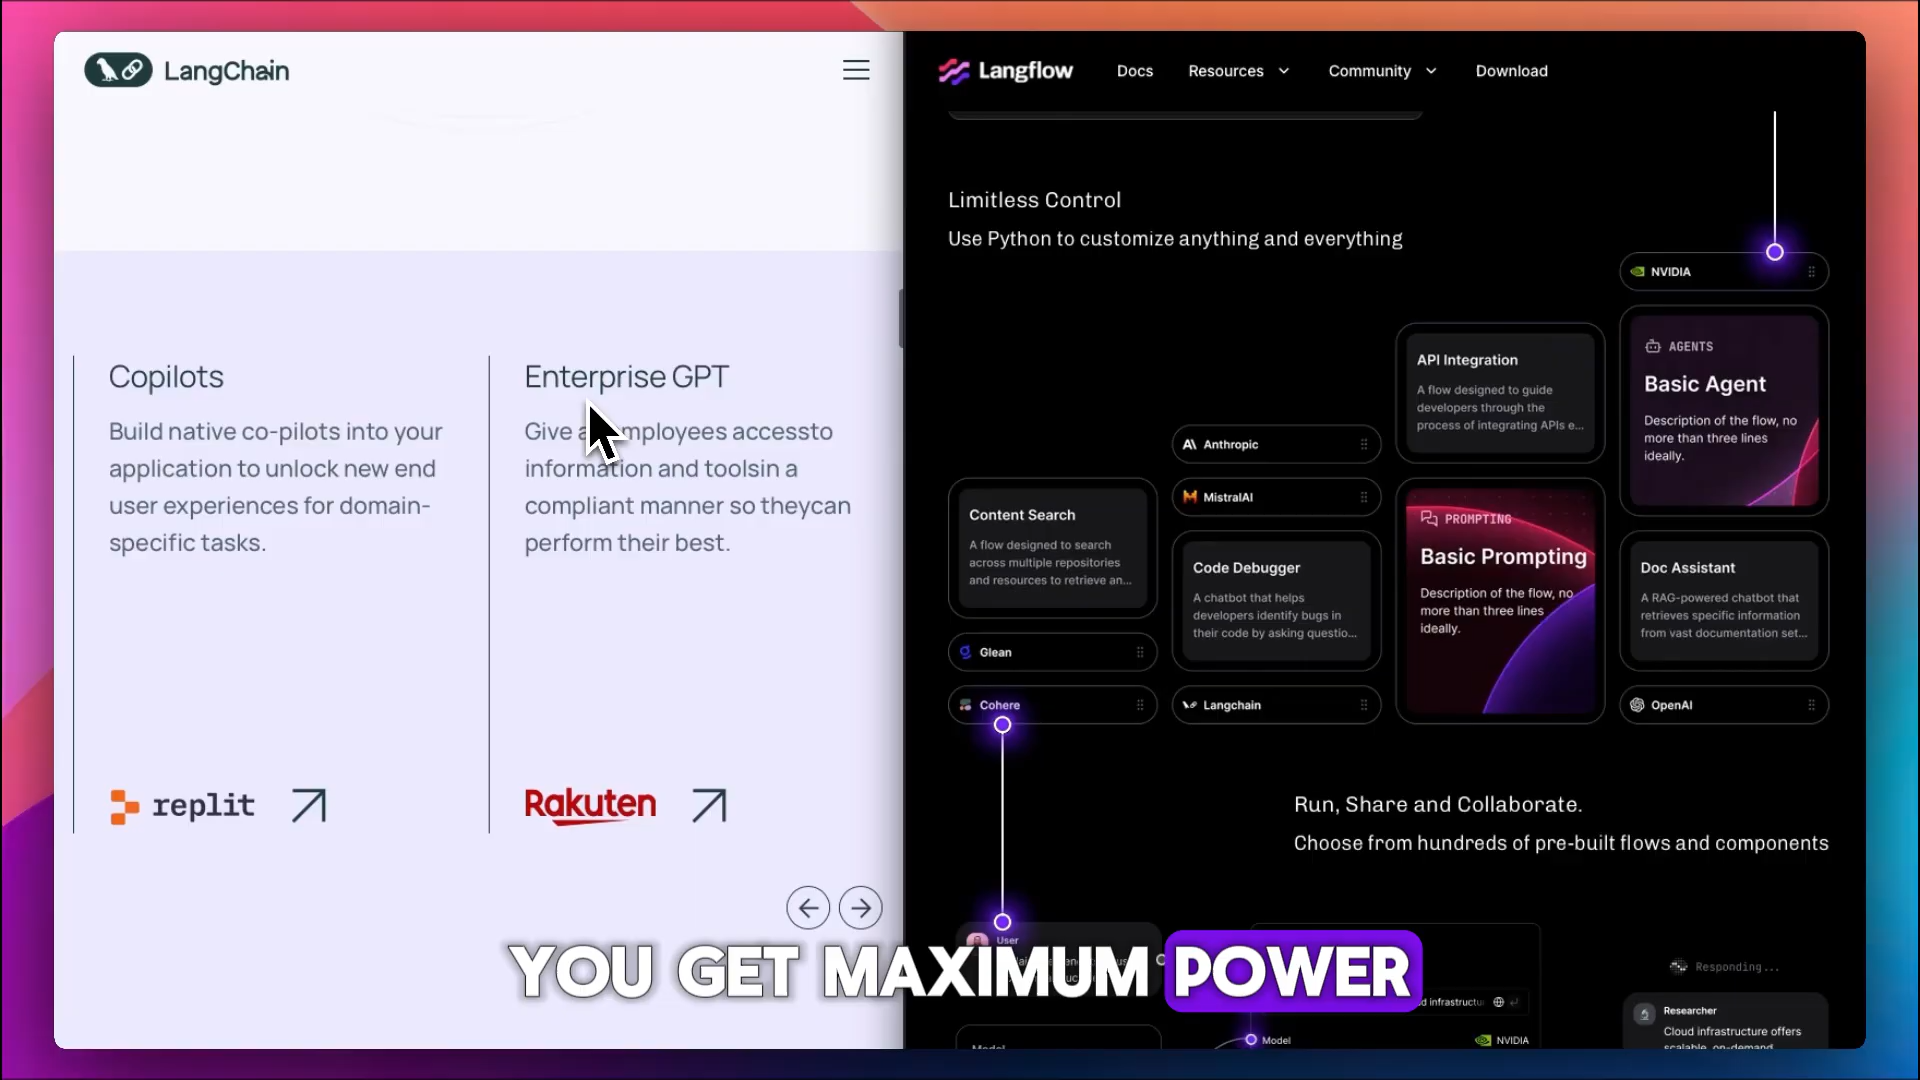 LangChain
Copilots
Build native co-pilots into your
application to unlock new end
user experiences for domain-
specific tasks.
replit
Enterprise GPT
Give a mployees accessto
information and toolsin a
compliant manner so theycan
perform their best.
Rakuten
Langflow
Docs
Resources
Community
Download
Limitless Control
Use Python to customize anything and everything
Content Search
A flow designed to search
across multiple repositories
and resources to retrieve an...
Glean
Cohere
Anthropic
MistralAI
Code Debugger
A chatbot that helps
developers identify bugs in
their code by asking questio...
Langchain
API Integration
A flow designed to guide
developers through the
process of integrating APIs e...
PROMPTING
Basic Prompting
Description of the flow, no
more than three lines
ideally.
NVIDIA
AGENTS
Basic Agent
Description of the flow, no
more than three lines
ideally.
Doc Assistant
A RAG-powered chatbot that
retrieves specific information
from vast documentation set...
OpenAI
Run, Share and Collaborate.
Choose from hundreds of pre-built flows and components
User
YOU GET MAXIMUM POWER
d infrastructu
Model
NVIDIA
Responding...
Researcher
Cloud infrastructure offers
scalable, on-demand
Model